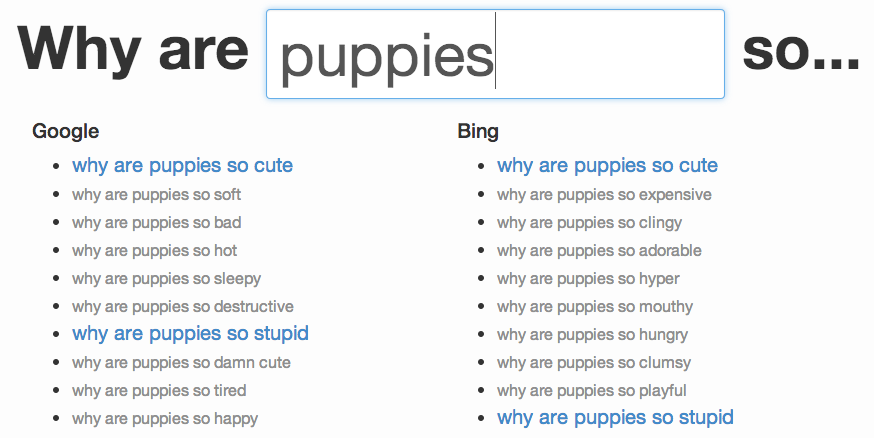 Why are puppies so...
Google
why are puppies so cute
why are puppies so soft
why are puppies so bad
why are puppies so hot
why are puppies so sleepy
why are puppies so destructive
why are puppies so stupid
why are puppies so damn cute
why are puppies so tired
why are puppies so happy
Bing
why are puppies so cute
why are puppies so expensive
why are puppies so clingy
why are puppies so adorable
why are puppies so hyper
why are puppies so mouthy
why are puppies so hungry
why are puppies so clumsy
why are puppies so playful
why are puppies so stupid